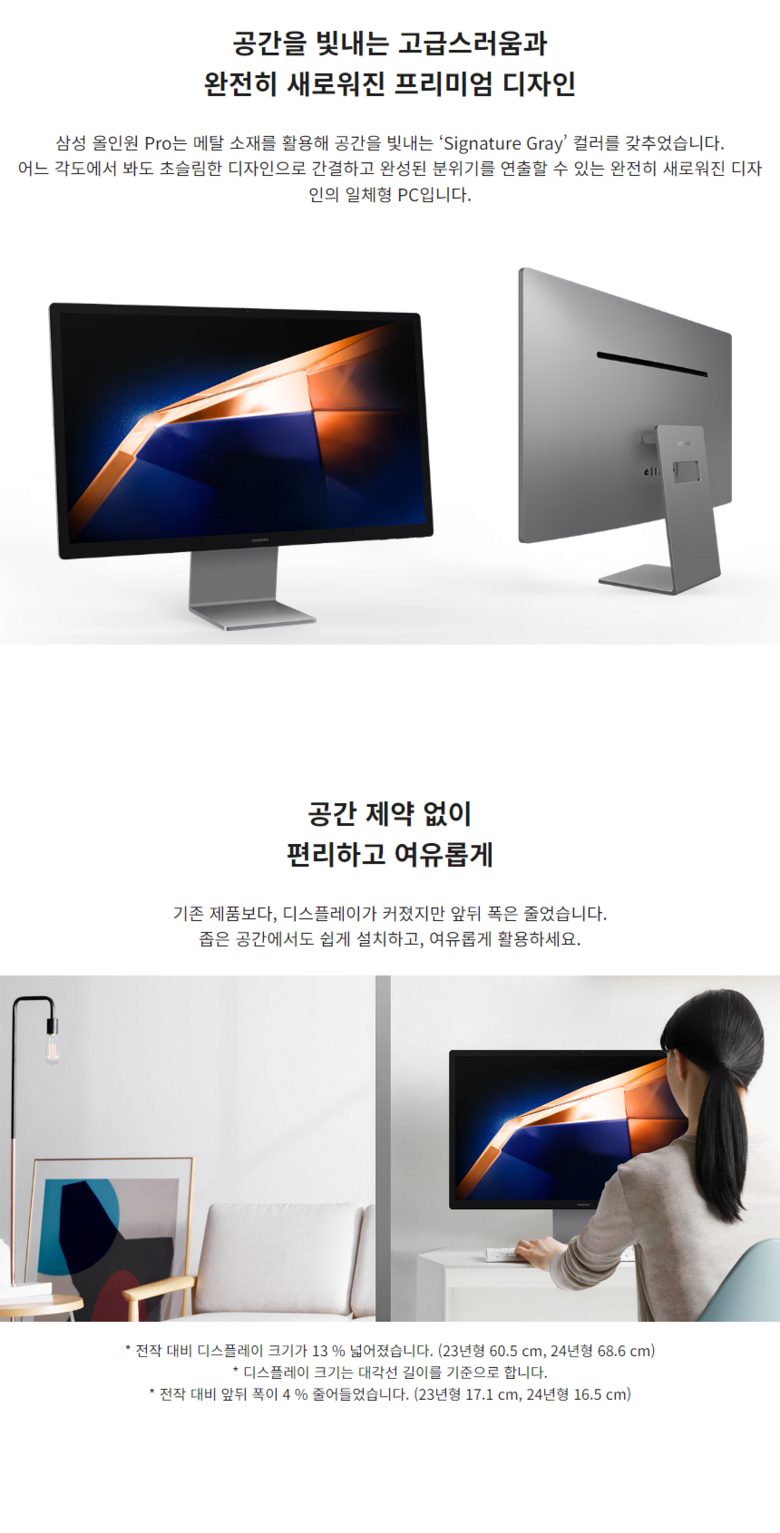 공간을 빛내는 고급스러움과
완전히 새로워진 프리미엄 디자인
삼성 올인원 Pro는 메탈 소재를 활용해 공간을 빛내는 ‘Signature Gray’ 컬러를 갖추었습니다.
어느 각도에서 봐도 초슬림한 디자인으로 간결하고 완성된 분위기를 연출할 수 있는 완전히 새로워진 디자
인의 일체형 PC입니다.
SAMSUNG
공간 제약 없이
편리하고 여유롭게
기존 제품보다, 디스플레이가 커졌지만 앞뒤 폭은 줄었습니다.
좁은 공간에서도 쉽게 설치하고, 여유롭게 활용하세요.
* 전작 대비 디스플레이 크기가 13 % 넓어졌습니다. (23년형 60.5 cm, 24년형 68.6 cm)
* 디스플레이 크기는 대각선 길이를 기준으로 합니다.
* 전작 대비 앞뒤 폭이 4 % 줄어들었습니다. (23년형 17.1 cm, 24년형 16.5 cm)